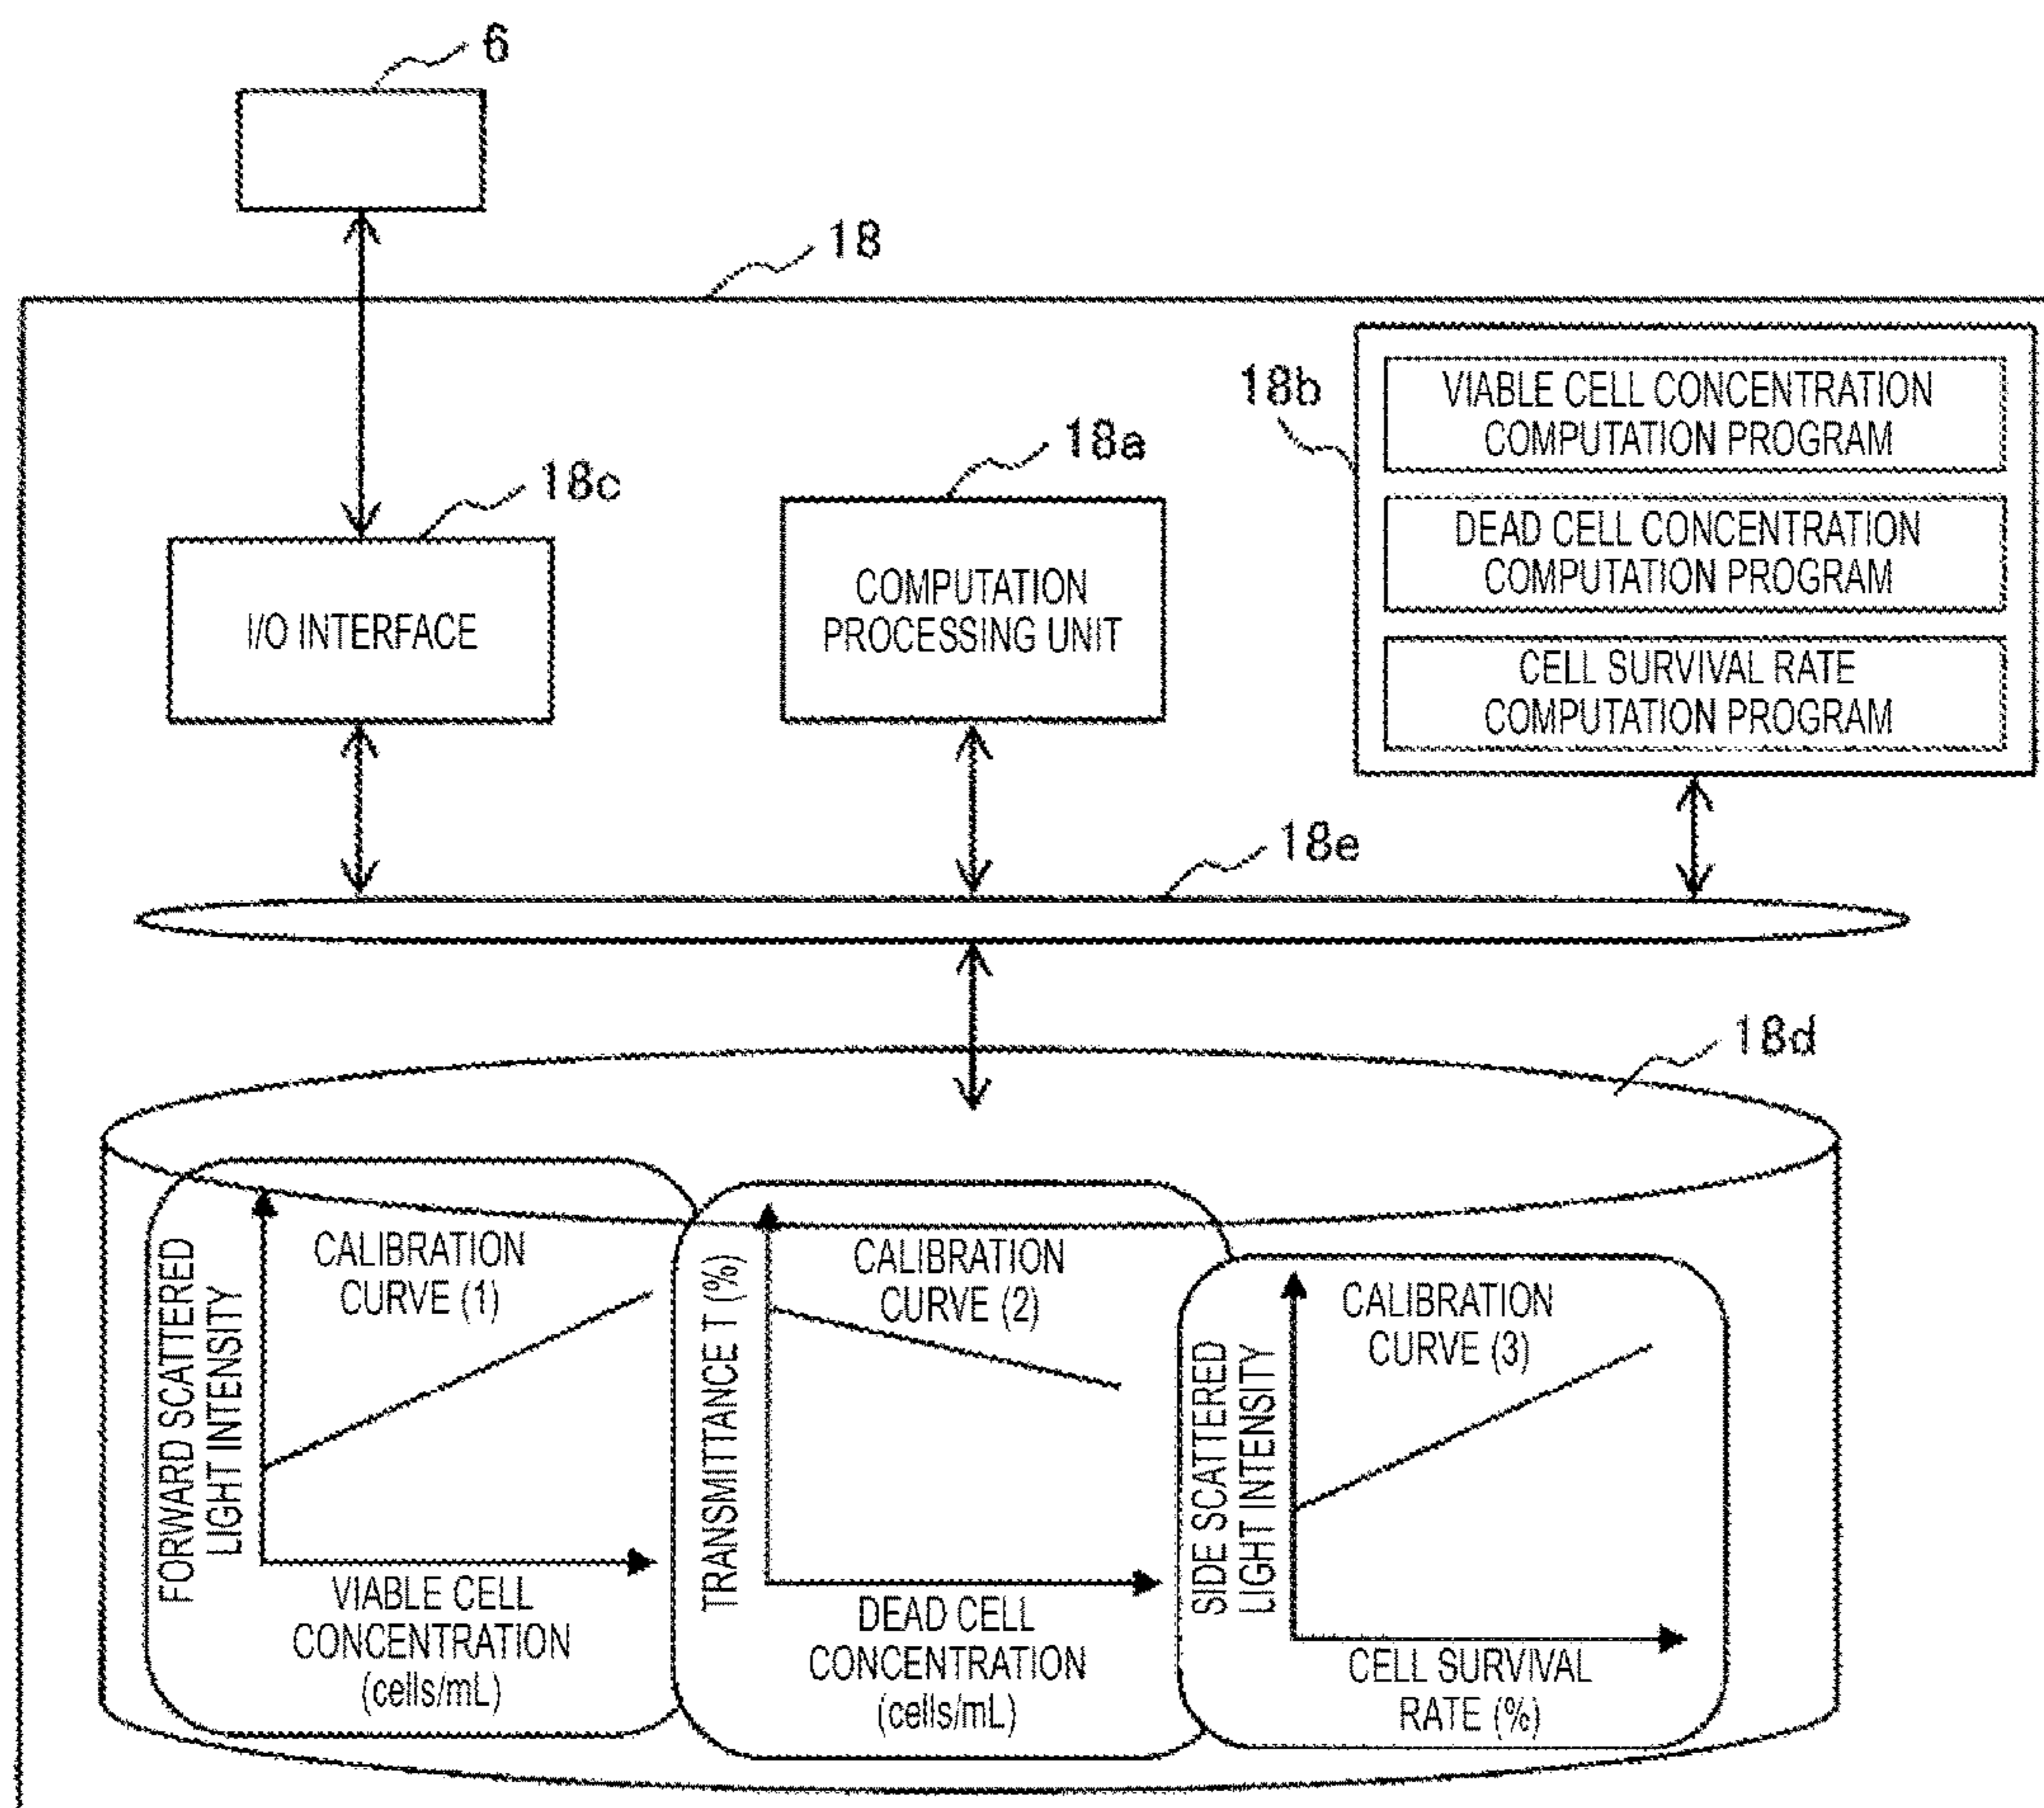 6
18
18b
VIABLE CELL CONCENTRATION
COMPUTATION PROGRAM
DEAD CELL CONCENTRATION
COMPUTATION PROGRAM
CELL SURVIVAL RATE
COMPUTATION PROGRAM
18c
I/O INTERFACE
18a
COMPUTATION
PROCESSING UNIT
18e
18d
FORWARD SCATTERED
LIGHT INTENSITY
CALIBRATION
CURVE (1)
VIABLE CELL
CONCENTRATION
(cells/mL)
TRANSMITTANCE T (%)
CALIBRATION
CURVE (2)
DEAD CELL
CONCENTRATION
(cells/mL)
SIDE SCATTERED
LIGHT INTENSITY
CALIBRATION
CURVE (3)
CELL SURVIVAL
RATE (%)